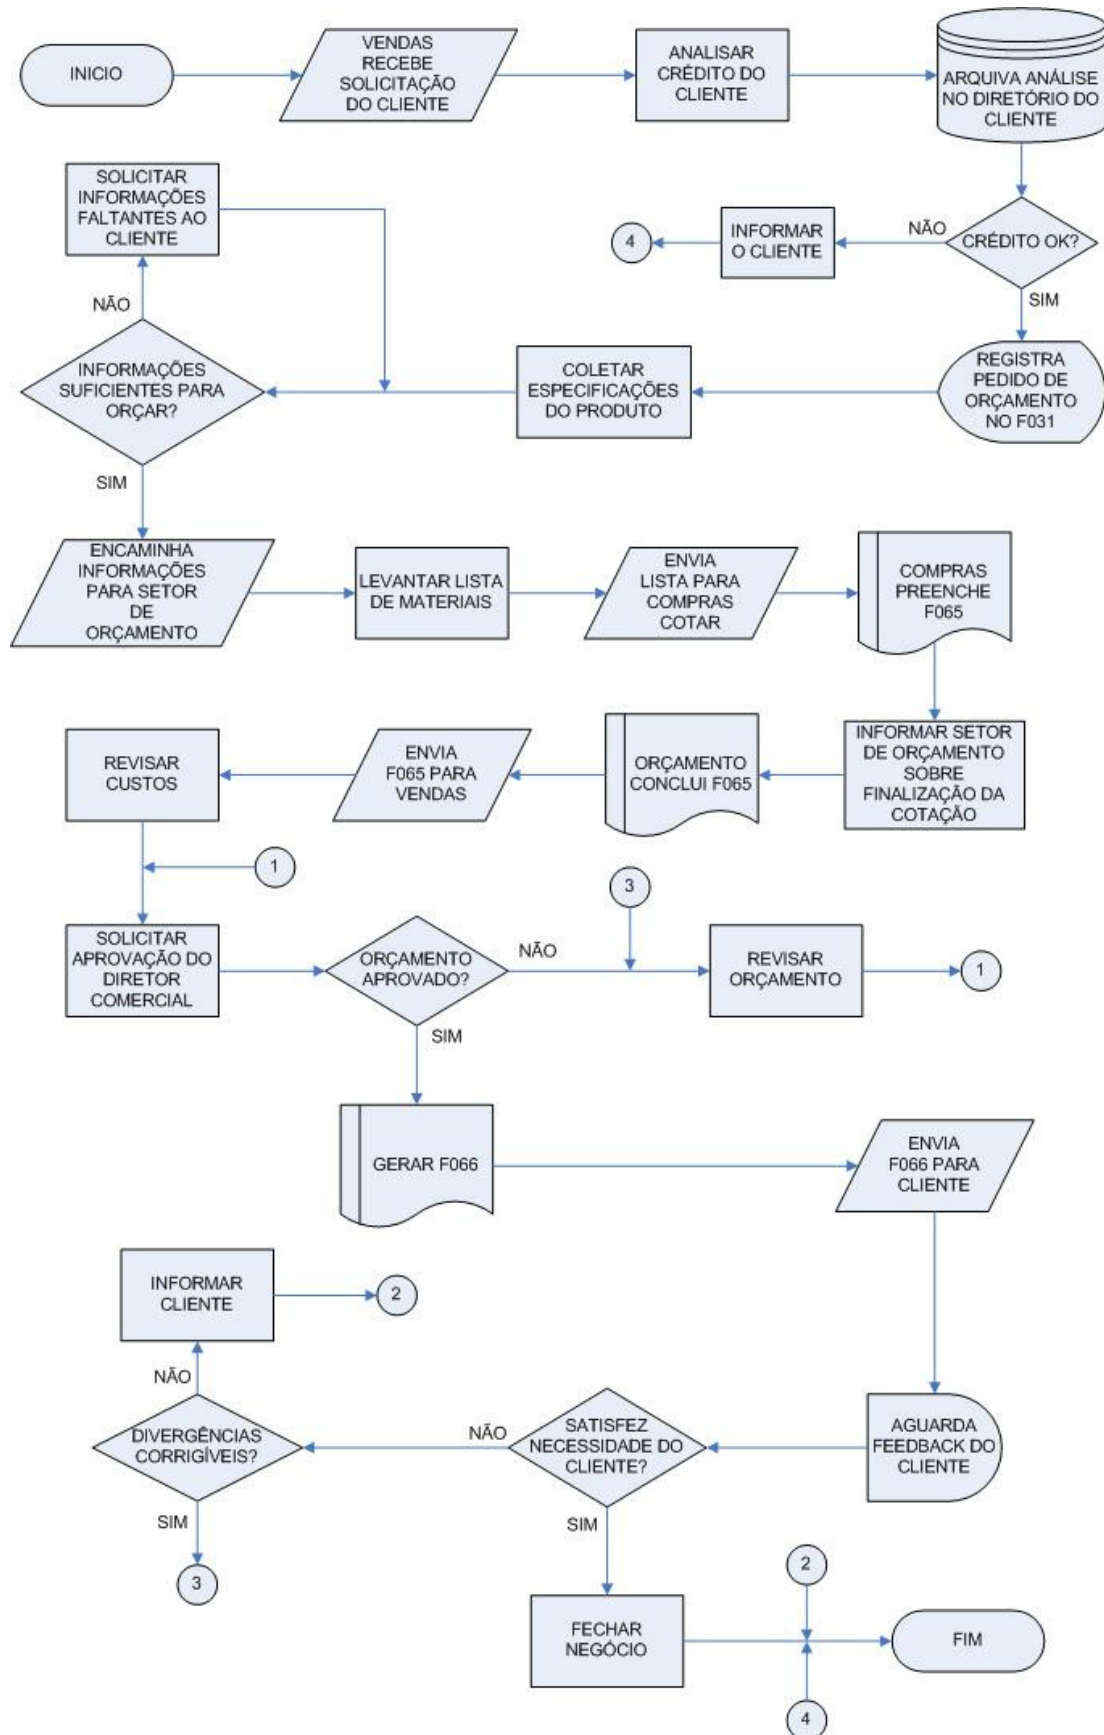 INICIO
VENDAS
RECEBE
SOLICITAÇÃO
DO CLIENTE
ANALISAR
CRÉDITO DO
CLIENTE
ARQUIVA ANÁLISE
NO DIRETÓRIO DO
CLIENTE
CRÉDITO OK?
NÃO
INFORMAR
O CLIENTE
4
SIM
REGISTRA
PEDIDO DE
ORÇAMENTO
NO F031
COLETAR
ESPECIFICAÇÕES
DO PRODUTO
SOLICITAR
INFORMAÇÕES
FALTANTES AO
CLIENTE
NÃO
INFORMAÇÕES
SUFICIENTES PARA
ORÇAR?
SIM
ENCAMINHA
INFORMAÇÕES
PARA SETOR
DE
ORÇAMENTO
LEVANTAR LISTA
DE MATERIAIS
ENVIA
LISTA PARA
COMPRAS
COTAR
COMPRAS
PREENCHE
F065
INFORMAR SETOR
DE ORÇAMENTO
SOBRE
FINALIZAÇÃO DA
COTAÇÃO
ORÇAMENTO
CONCLUI F065
ENVIA
F065 PARA
VENDAS
REVISAR
CUSTOS
1
SOLICITAR
APROVAÇÃO DO
DIRETOR
COMERCIAL
ORÇAMENTO
APROVADO?
NÃO
3
REVISAR
ORÇAMENTO
1
SIM
GERAR F066
ENVIA
F066 PARA
CLIENTE
AGUARDA
FEEDBACK DO
CLIENTE
SATISFEZ
NECESSIDADE DO
CLIENTE?
NÃO
DIVERGÊNCIAS
CORRIGÍVEIS?
NÃO
INFORMAR
CLIENTE
2
SIM
3
SIM
FECHAR
NEGÓCIO
2
4
FIM